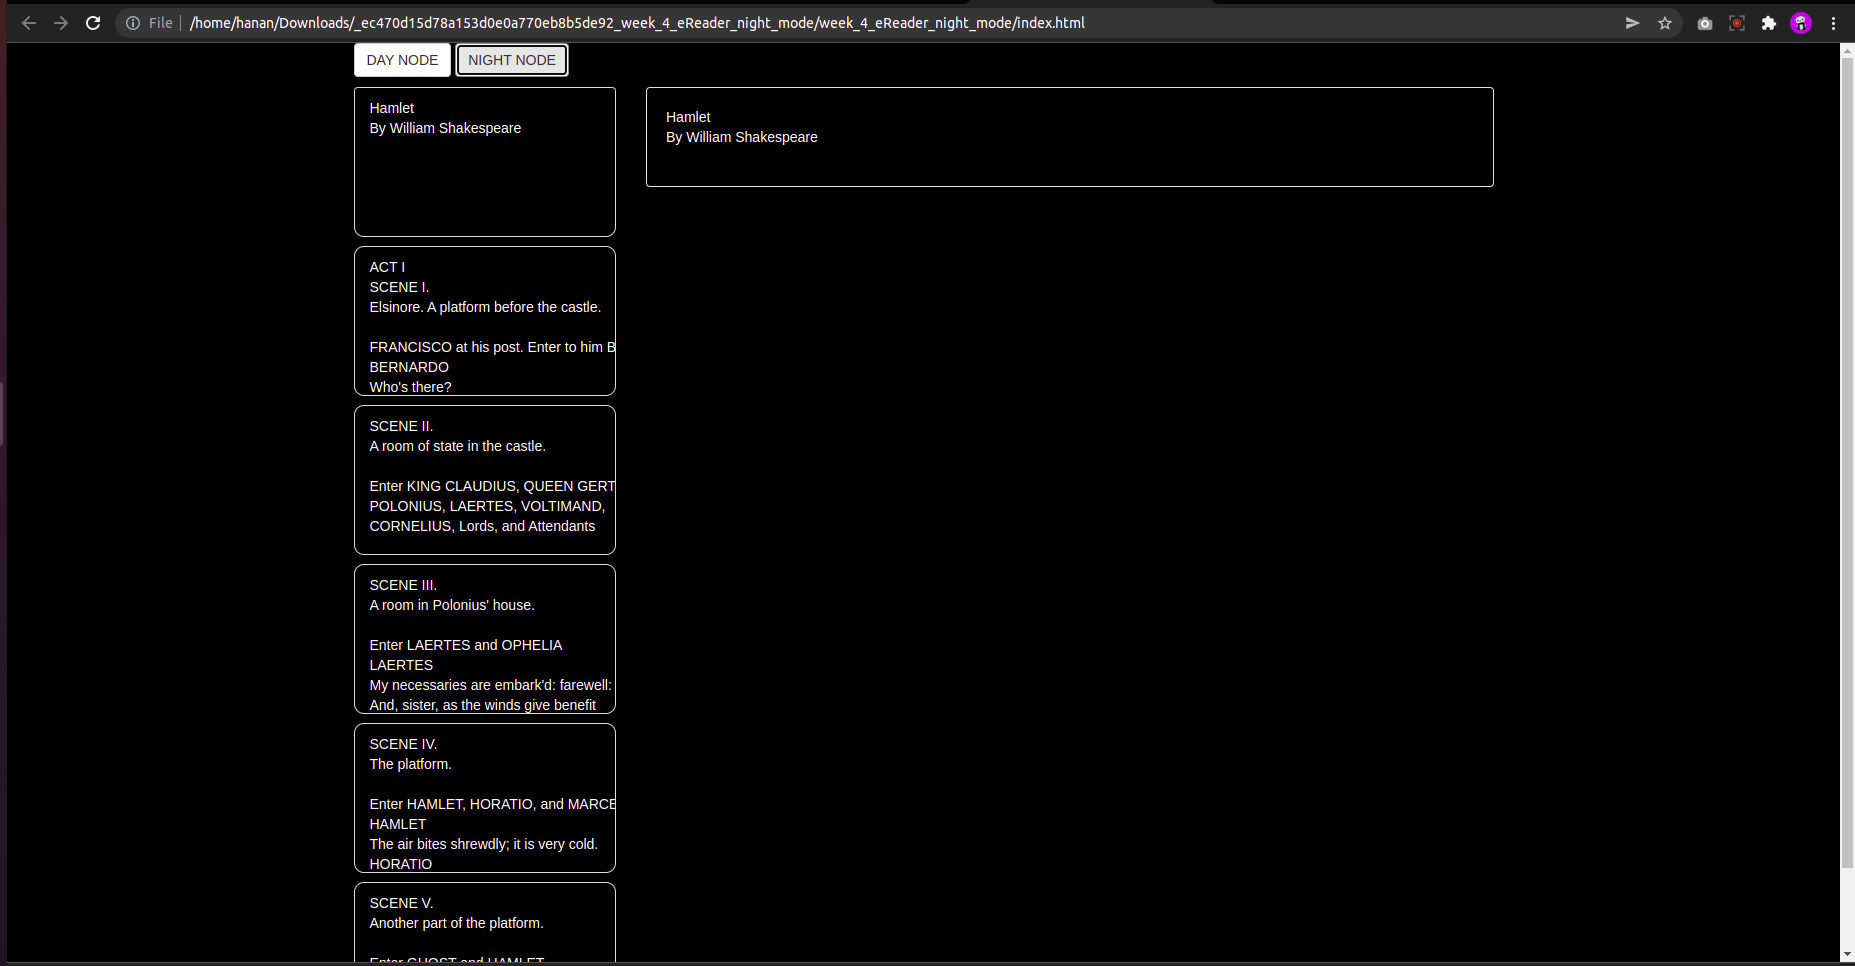 File | /home/hanan/Downloads/_ec470d15d78a153d0e0a770eb8b5de92_week_4_eReader_night_mode/week_4_eReader_night_mode/index.html
DAY NODE
NIGHT NODE
Hamlet
By William Shakespeare
ACT I
SCENE I.
Elsinore. A platform before the castle.
FRANCISCO at his post. Enter to him B
BERNARDO
Who's there?
SCENE II.
A room of state in the castle.
Enter KING CLAUDIUS, QUEEN GERT
POLONIUS, LAERTES, VOLTIMAND,
CORNELIUS, Lords, and Attendants
SCENE III.
A room in Polonius' house.
Enter LAERTES and OPHELIA
LAERTES
My necessaries are embark'd: farewell:
And, sister, as the winds give benefit
SCENE IV.
The platform.
Enter HAMLET, HORATIO, and MARCE
HAMLET
The air bites shrewdly; it is very cold.
HORATIO
SCENE V.
Another part of the platform.
Enter GHOST and HAMLET
Hamlet
By William Shakespeare